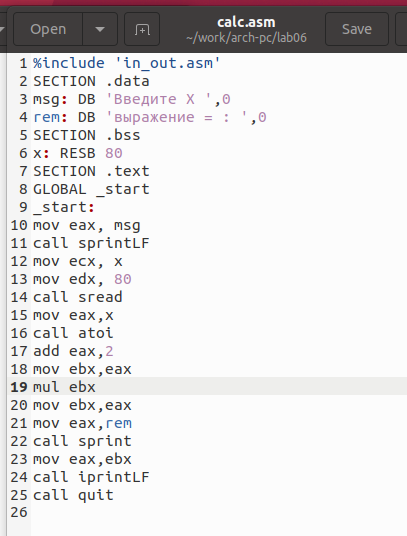 Open
calc.asm
~/work/arch-pc/lab06
Save
1 %include 'in_out.asm'
2 SECTION .data
3 msg: DB 'Введите X ',0
4 rem: DB 'выражение = : ',0
5 SECTION .bss
6 x: RESB 80
7 SECTION .text
8 GLOBAL _start
9 _start:
10 mov eax, msg
11 call sprintLF
12 mov ecx, x
13 mov edx, 80
14 call sread
15 mov eax,x
16 call atoi
17 add eax,2
18 mov ebx,eax
19 mul ebx
20 mov ebx,eax
21 mov eax,rem
22 call sprint
23 mov eax,ebx
24 call iprintLF
25 call quit
26